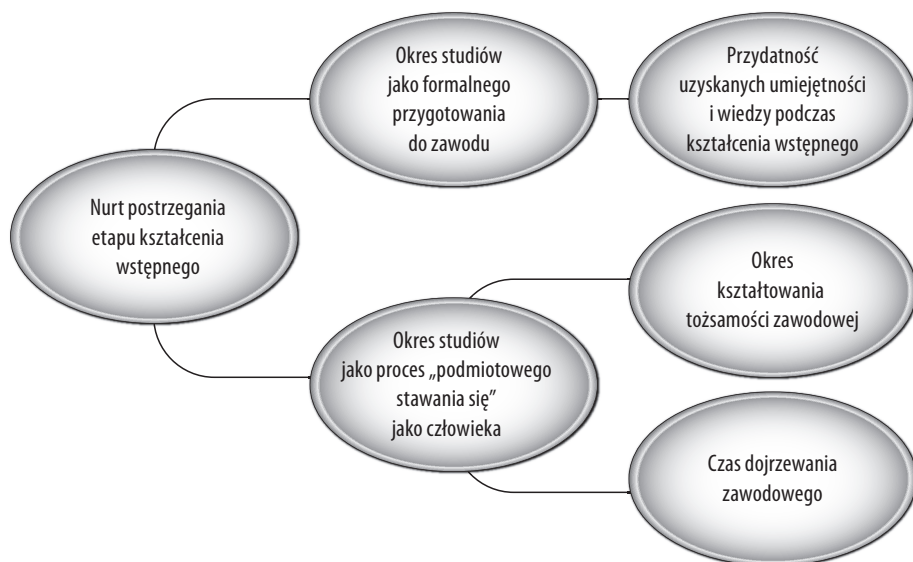 Okres studiów
jako formalnego
przygotowania
do zawodu
Przydatność
uzyskanych umiejętności
i wiedzy podczas
kształcenia wstępnego
Nurt postrzegania
etapu kształcenia
wstępnego
Okres
kształtowania
tożsamości zawodowej
Okres studiów
jako proces „podmiotowego
stawania się”
jako człowieka
Czas dojrzewania
zawodowego